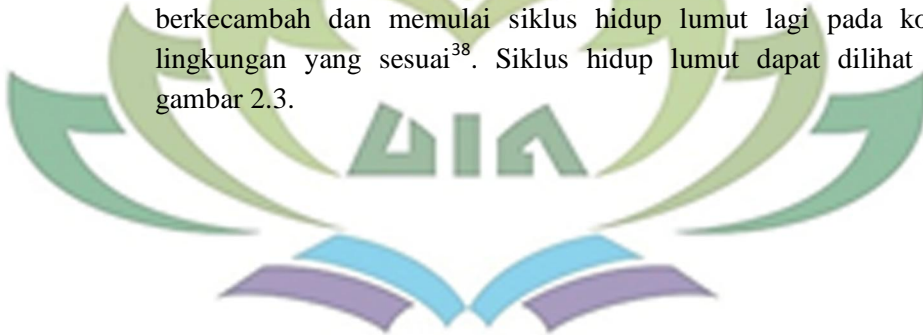 berkecambah dan memulai siklus hidup lumut lagi pada ko
lingkungan yang sesuai³⁸. Siklus hidup lumut dapat dilihat
gambar 2.3.
UIN